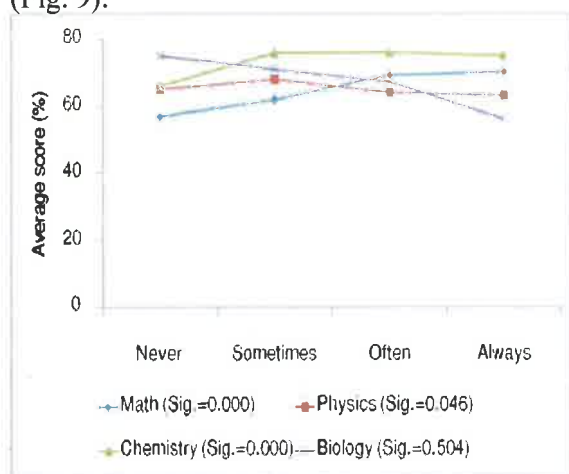 (Fig. 9).
80
60
40
20
0
Average score (%)
Never Sometimes Often Always
Math (Sig.=0.000) Physics (Sig.=0.046)
Chemistry (Sig.=0.000) Biology (Sig.=0.504)